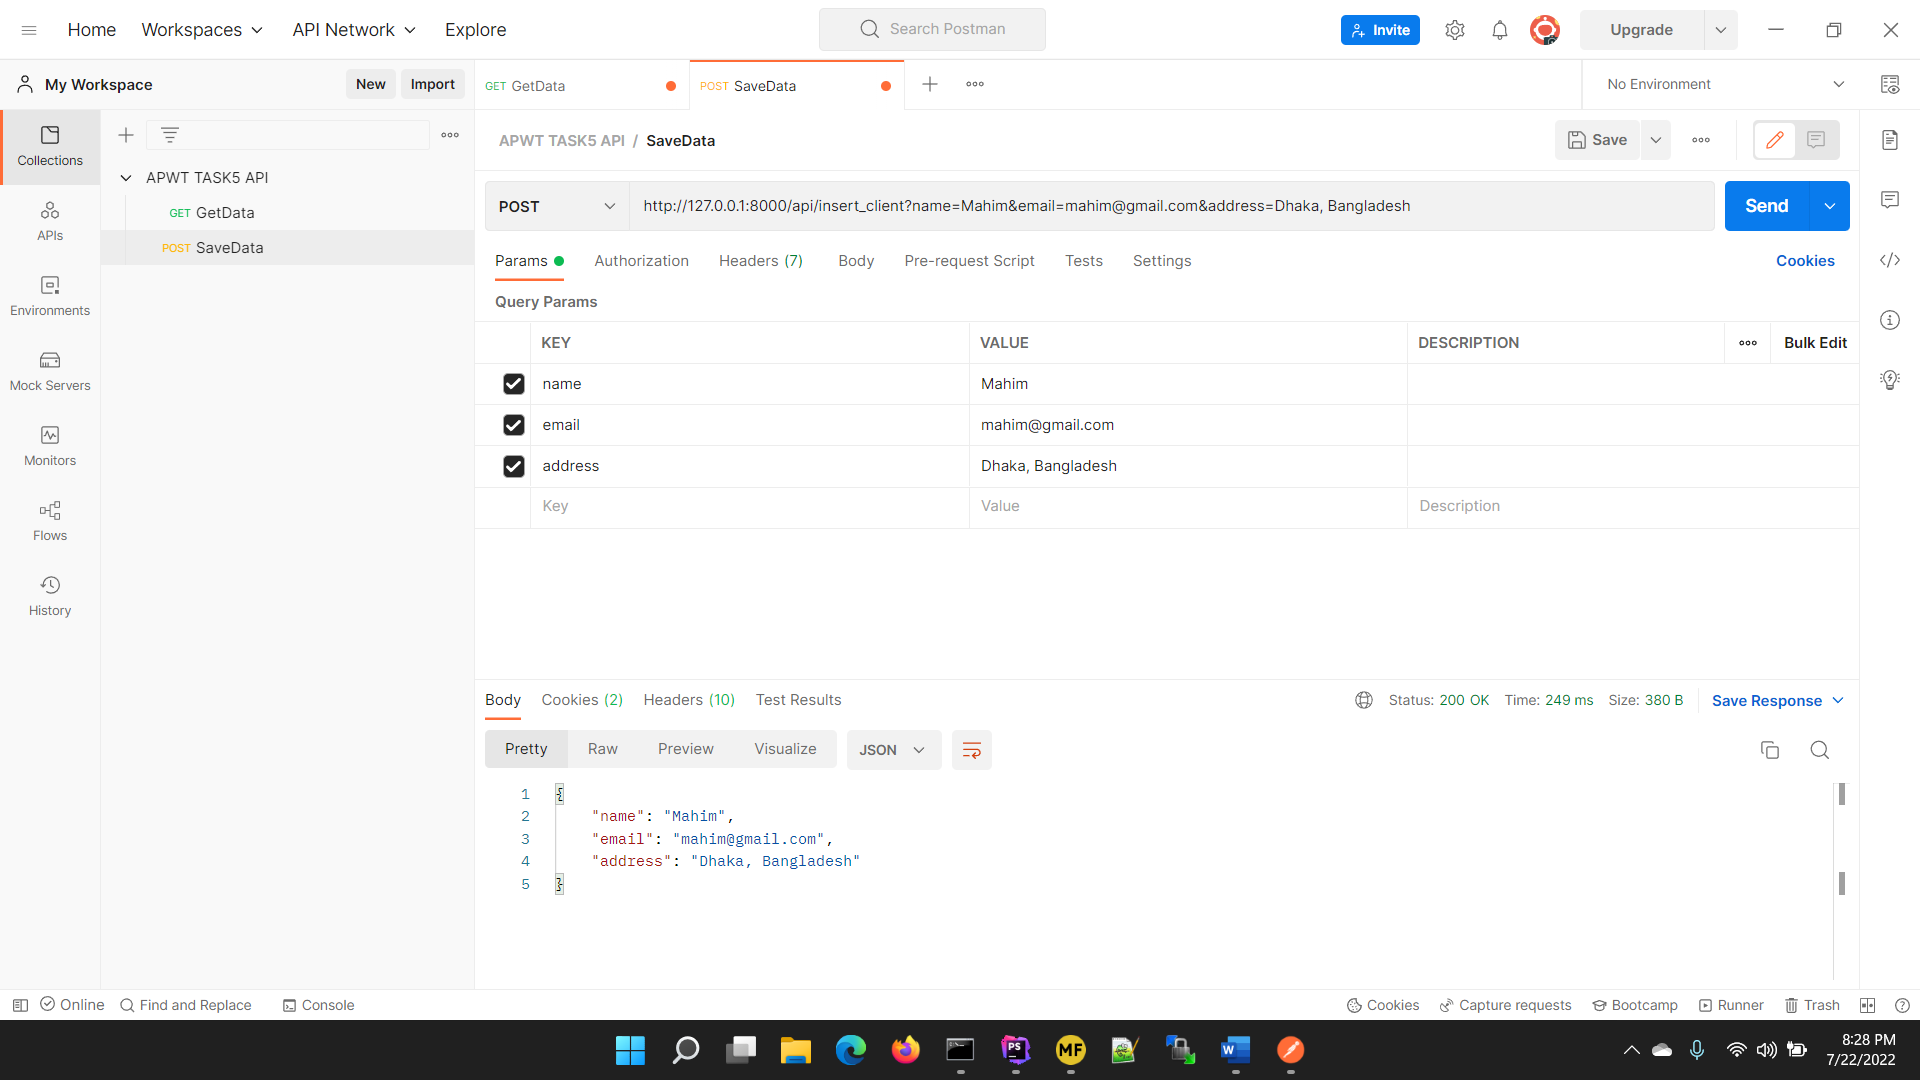 Home Workspaces API Network Explore Search Postman Invite Upgrade
My Workspace New Import GET GetData POST SaveData No Environment
Collections
APIs
Environments
Mock Servers
Monitors
Flows
History
APWT TASK5 API
GET GetData
POST SaveData
APWT TASK5 API / SaveData Save
POST http://127.0.0.1:8000/api/insert_client?name=Mahim&email=mahim@gmail.com&address=Dhaka, Bangladesh Send
Params Authorization Headers (7) Body Pre-request Script Tests Settings Cookies
Query Params
KEY VALUE DESCRIPTION Bulk Edit
name Mahim
email mahim@gmail.com
address Dhaka, Bangladesh
Key Value Description
Body Cookies (2) Headers (10) Test Results Status: 200 OK Time: 249 ms Size: 380 B Save Response
Pretty Raw Preview Visualize JSON
1 {
2 "name": "Mahim",
3 "email": "mahim@gmail.com",
4 "address": "Dhaka, Bangladesh"
5 }
Online Find and Replace Console Cookies Capture requests Bootcamp Runner Trash
PS MF W 8:28 PM
7/22/2022